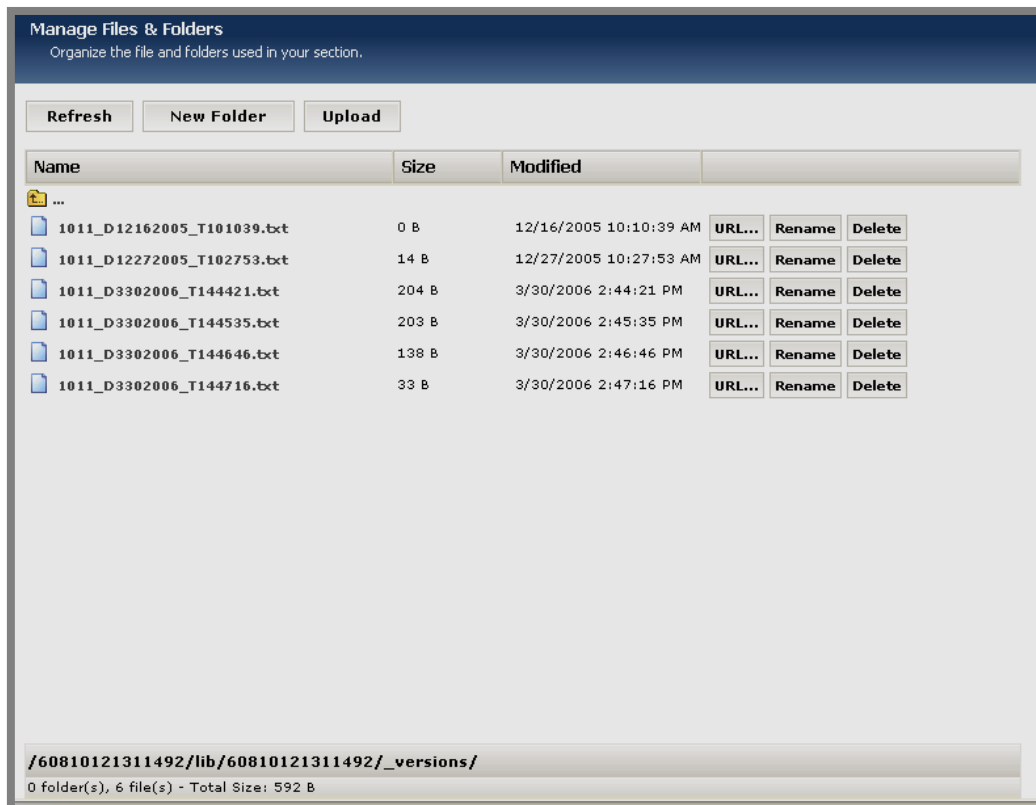 Manage Files & Folders
Organize the file and folders used in your section.
Refresh New Folder Upload
Name Size Modified
...
1011_D12162005_T101039.txt 0 B 12/16/2005 10:10:39 AM URL... Rename Delete
1011_D12272005_T102753.txt 14 B 12/27/2005 10:27:53 AM URL... Rename Delete
1011_D3302006_T144421.txt 204 B 3/30/2006 2:44:21 PM URL... Rename Delete
1011_D3302006_T144535.txt 203 B 3/30/2006 2:45:35 PM URL... Rename Delete
1011_D3302006_T144646.txt 138 B 3/30/2006 2:46:46 PM URL... Rename Delete
1011_D3302006_T144716.txt 33 B 3/30/2006 2:47:16 PM URL... Rename Delete
/60810121311492/lib/60810121311492/_versions/
0 folder(s), 6 file(s) - Total Size: 592 B